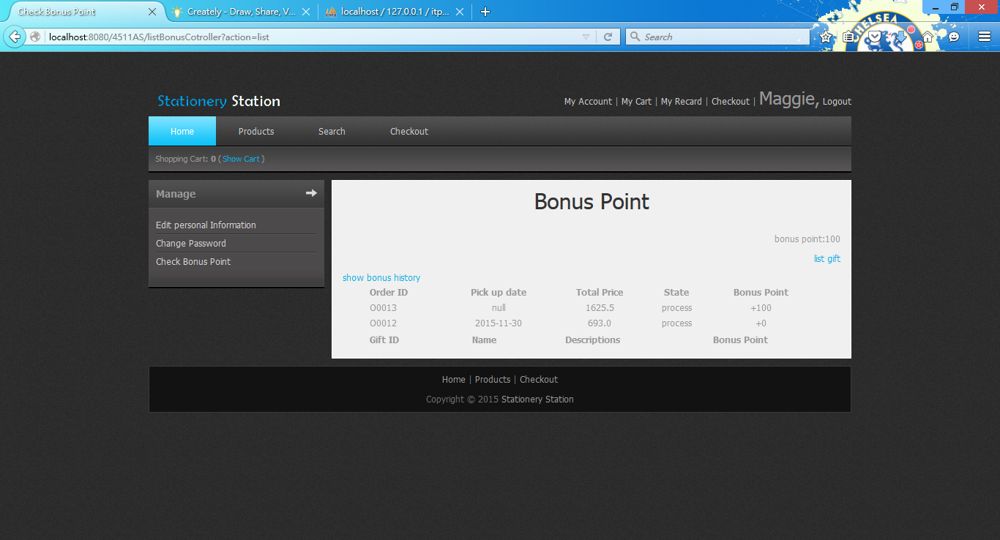 Check Bonus Point
Creately - Draw, Share, V...
localhost / 127.0.0.1 / itp...
localhost:8080/4511AS/listBonusCotroller?action=list
Search
CHELSEA
Stationery Station
My Account | My Cart | My Recard | Checkout | Maggie, Logout
Home Products Search Checkout
Shopping Cart: 0 ( Show Cart )
Manage
Edit personal Information
Change Password
Check Bonus Point
Bonus Point
bonus point:100
list gift
show bonus history
Order ID Pick up date Total Price State Bonus Point
O0013 null 1625.5 process +100
O0012 2015-11-30 693.0 process +0
Gift ID Name Descriptions Bonus Point
Home | Products | Checkout
Copyright © 2015 Stationery Station